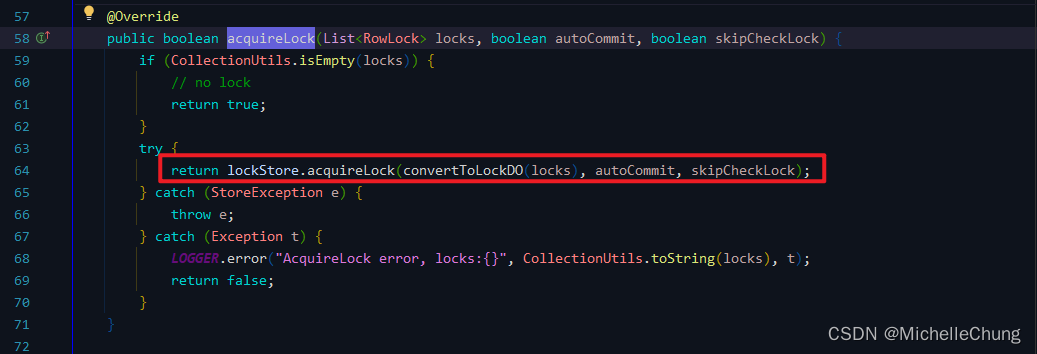 57 @Override
58 public boolean acquireLock(List<RowLock> locks, boolean autoCommit, boolean skipCheckLock) {
59 if (CollectionUtils.isEmpty(locks)) {
60 // no lock
61 return true;
62 }
63 try {
64 return lockStore.acquireLock(convertToLockDO(locks), autoCommit, skipCheckLock);
65 } catch (StoreException e) {
66 throw e;
67 } catch (Exception t) {
68 LOGGER.error("AcquireLock error, locks:{}", CollectionUtils.toString(locks), t);
69 return false;
70 }
71 }
72
CSDN @MichelleChung